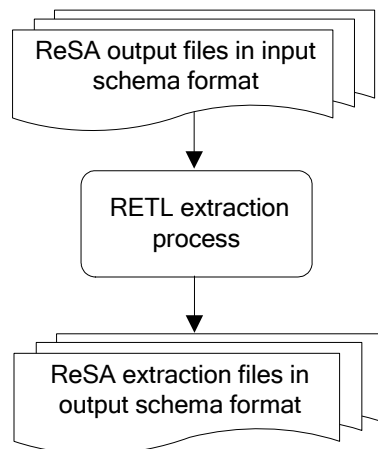 ReSA output files in input
schema format
RETL extraction
process
ReSA extraction files in
output schema format